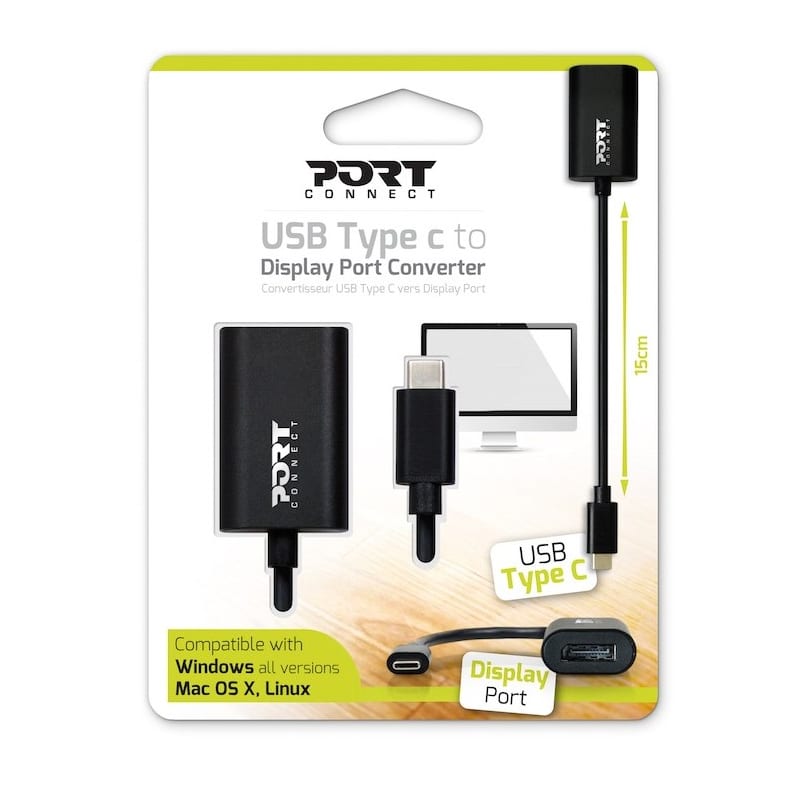 PORT
CONNECT
USB Type c to
Display Port Converter
Convertisseur USB Type C vers Display Port
PORT
CONNECT
15cm
PORT
CONNECT
USB
Type C
Display
Port
Compatible with
Windows all versions
Mac OS X, Linux